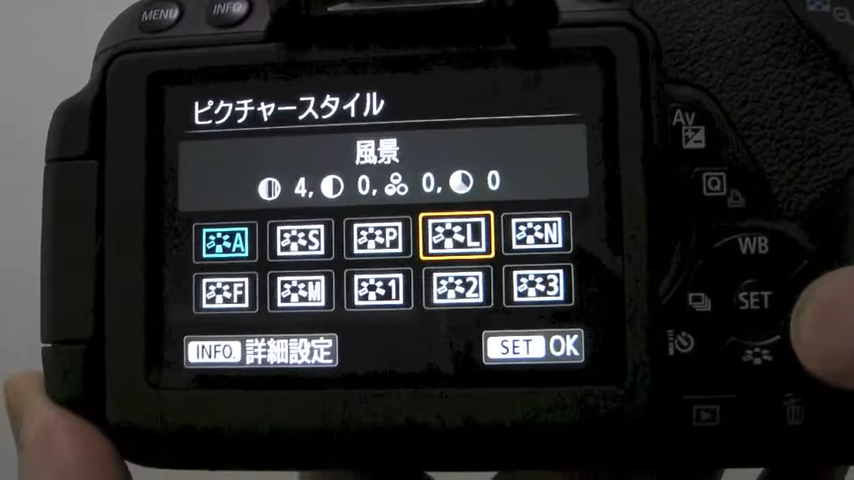 MENU
INFO
ピクチャースタイル
風景
4, 0, 0, 0
A S P L N
F M 1 2 3
INFO. 詳細設定
SET OK
Av
Q
WB
SET